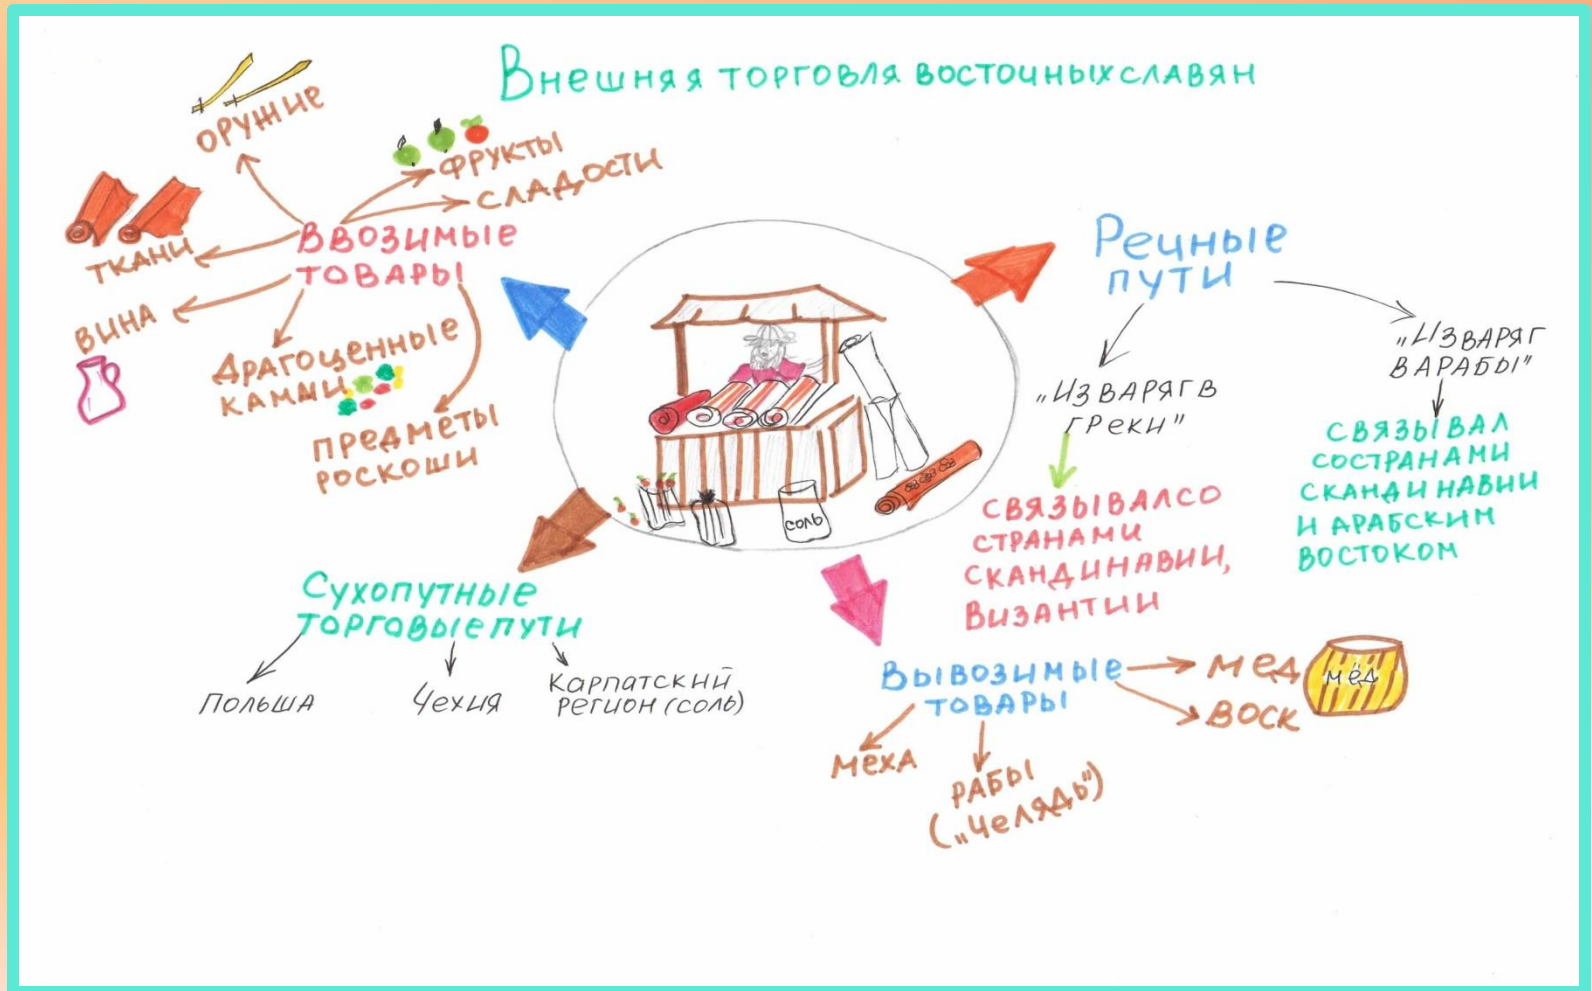 Внешняя торговля восточных славян
оружие
фрукты
сладости
ткани
Ввозимые
товары
вина
Драгоценные
камми
предметы
роскоши
Речные
пути
„Из варяг в
греки"
связывал со
странами
Скандинавии,
Византии
„Из варяг
в арабы"
связывал
со странами
Скандинавии
и арабским
востоком
соль
Сухопутные
торговые пути
Польша
Чехия
Карпатский
регион (соль)
Вывозимые
товары
мед
мёд
воск
меха
рабы
(„челядь")